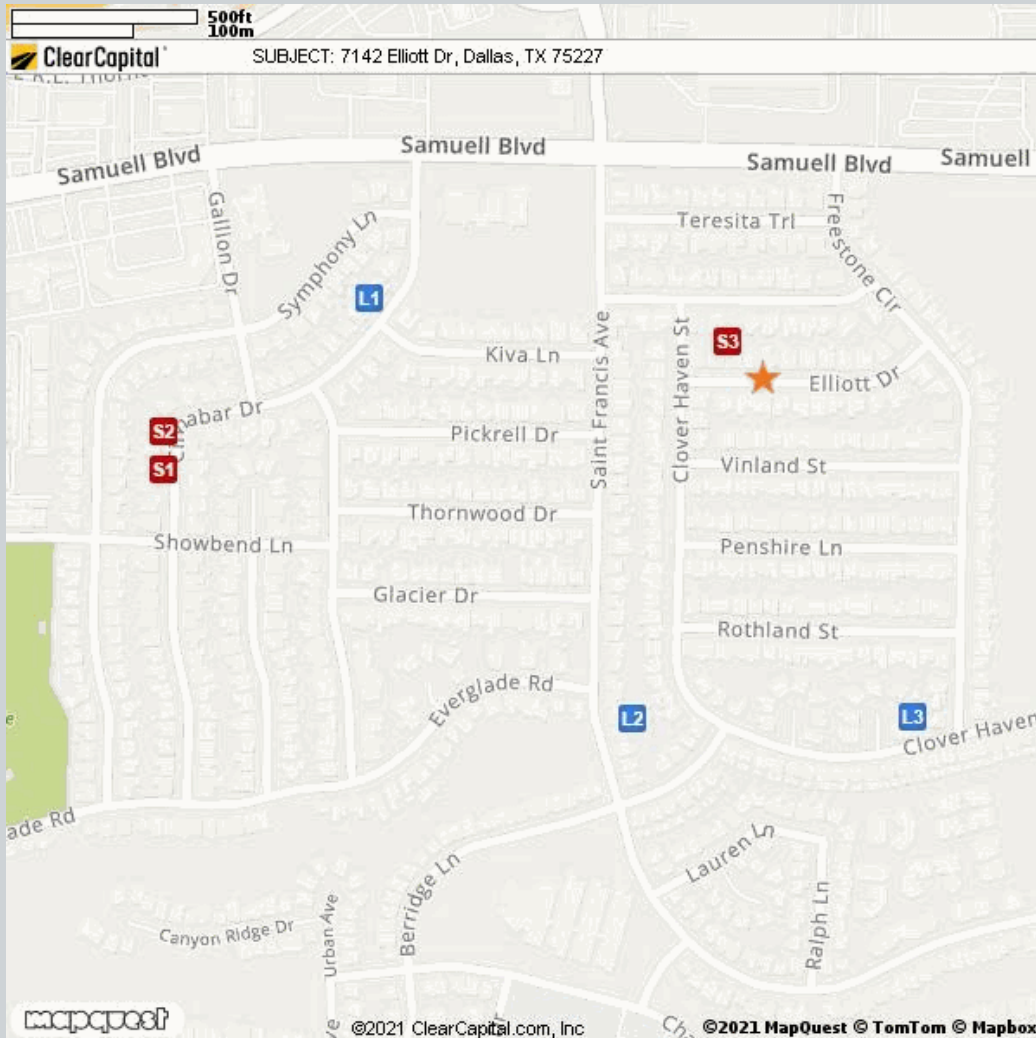 500ft
100m
ClearCapital
SUBJECT: 7142 Elliott Dr, Dallas, TX 75227
Samuell Blvd
Samuell Blvd
Samuell Blvd
Samuell
Gallion Dr
Symphony Ln
Teresita Trl
Freestone Cir
L1
S3
Kiva Ln
Saint Francis Ave
Clover Haven St
Elliott Dr
abar Dr
S2
S1
Pickrell Dr
Vinland St
Thornwood Dr
Showbend Ln
Penshire Ln
Glacier Dr
Rothland St
Everglade Rd
L2
L3
Clover Haven
ade Rd
Lauren Ln
Berridge Ln
Ralph Ln
Canyon Ridge Dr
Urban Ave
mapquest
©2021 ClearCapital.com, Inc
©2021 MapQuest © TomTom © Mapbox